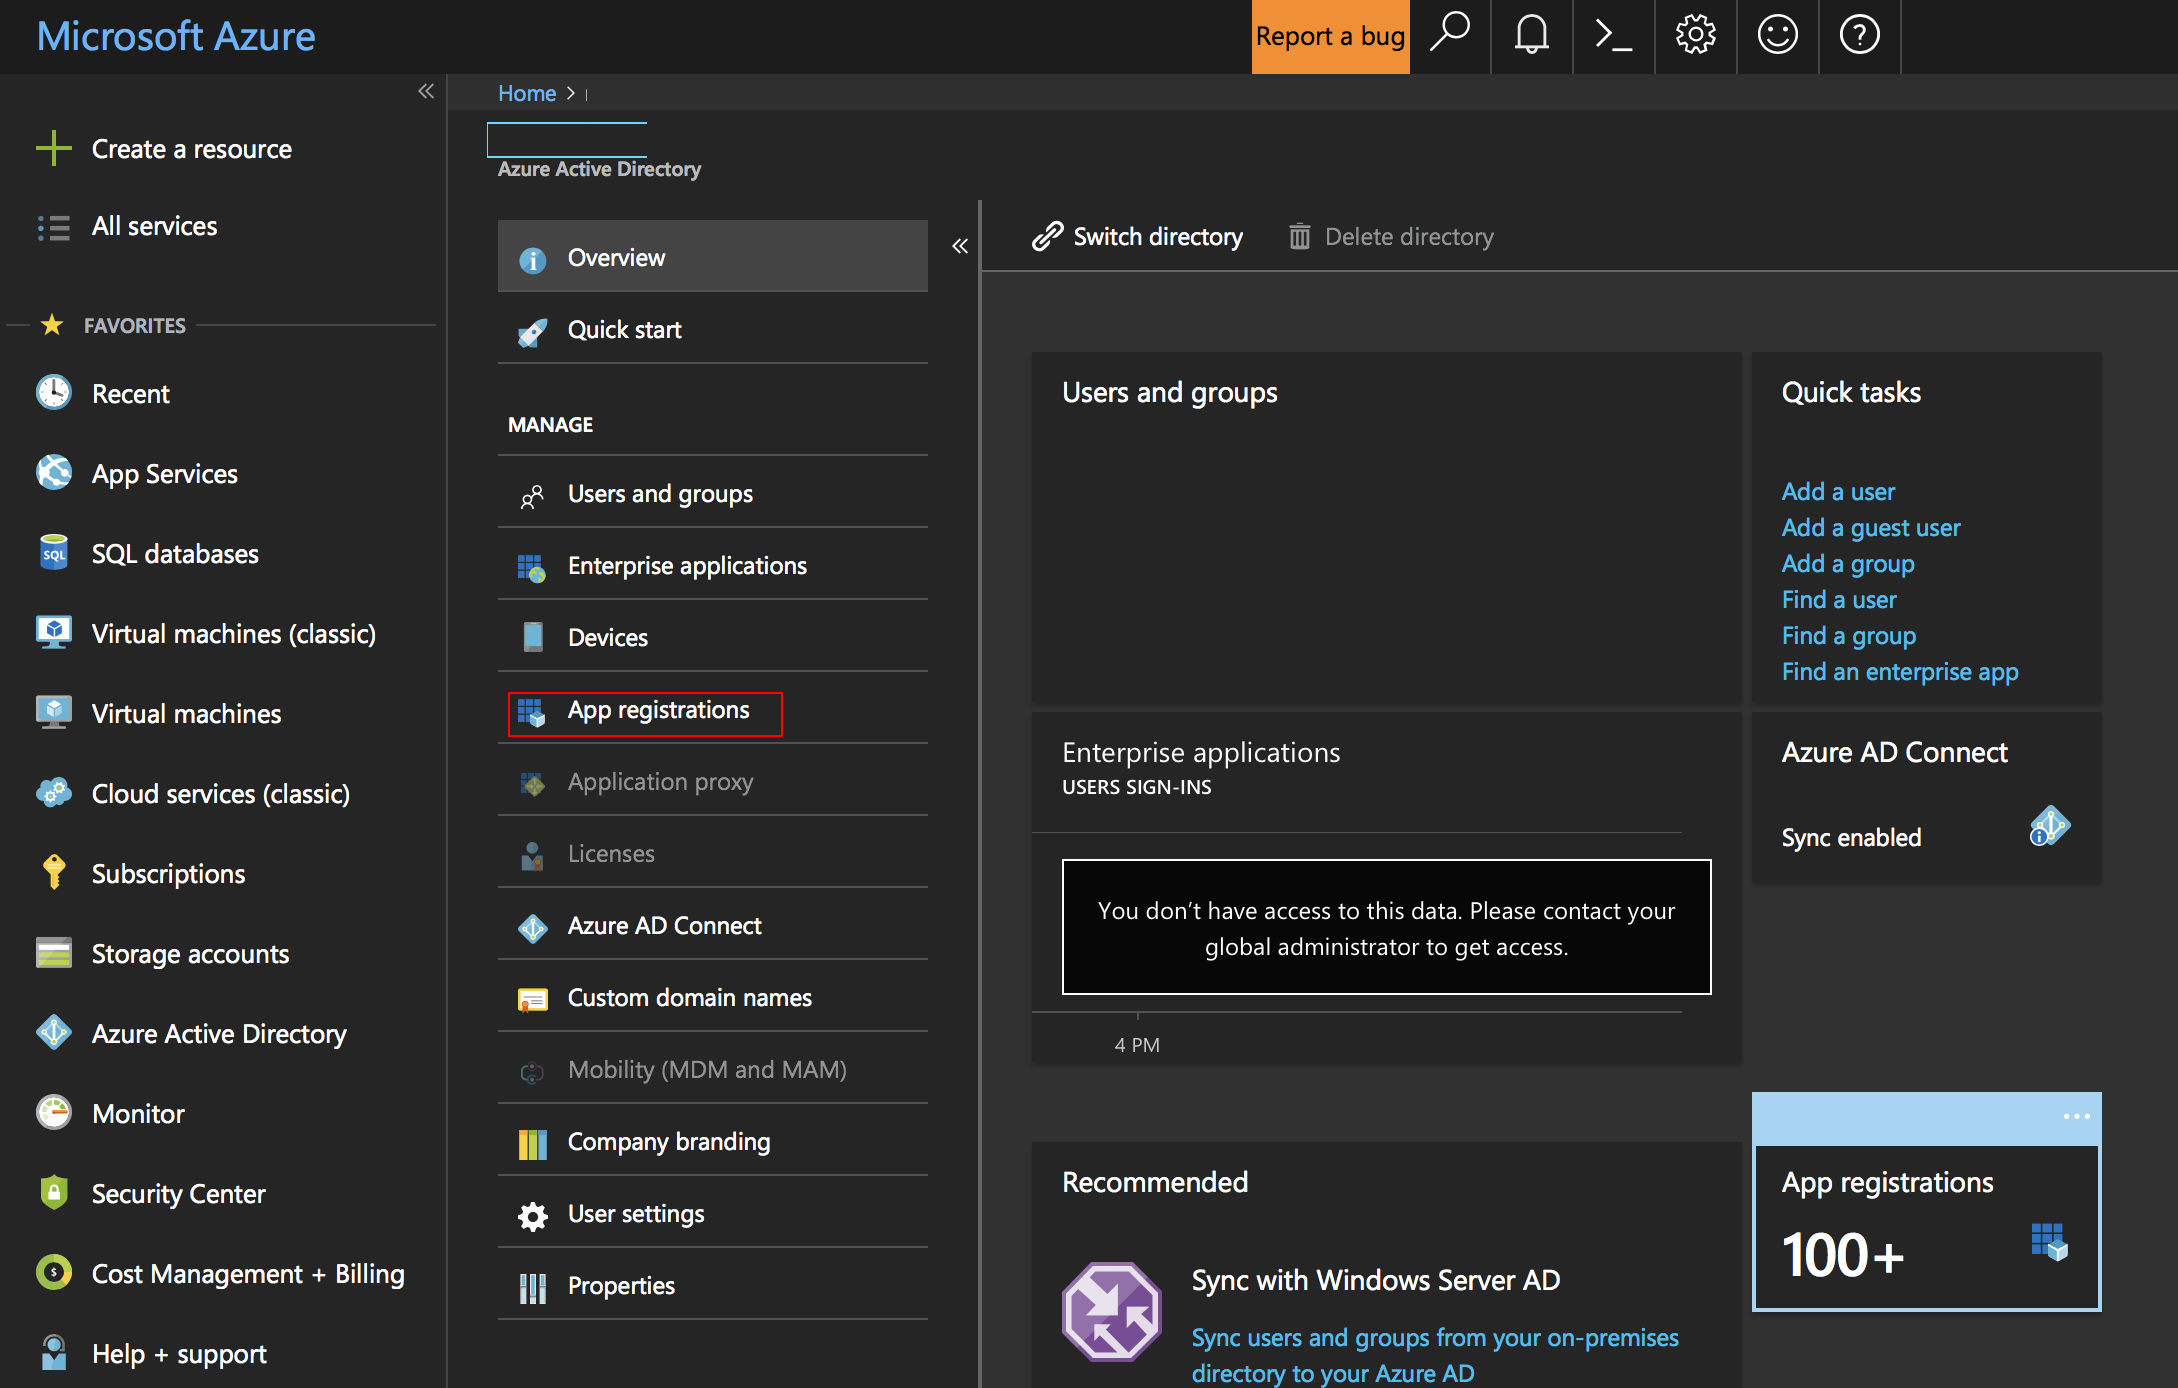 Microsoft Azure
Report a bug
Home >
Azure Active Directory
Create a resource
All services
FAVORITES
Recent
App Services
SQL
SQL databases
Virtual machines (classic)
Virtual machines
Cloud services (classic)
Subscriptions
Storage accounts
Azure Active Directory
Monitor
Security Center
Cost Management + Billing
Help + support
Overview
Quick start
MANAGE
Users and groups
Enterprise applications
Devices
App registrations
Application proxy
Licenses
Azure AD Connect
Custom domain names
Mobility (MDM and MAM)
Company branding
User settings
Properties
Switch directory
Delete directory
Users and groups
Quick tasks
Add a user
Add a guest user
Add a group
Find a user
Find a group
Find an enterprise app
Enterprise applications
USERS SIGN-INS
You don't have access to this data. Please contact your
global administrator to get access.
4 PM
Azure AD Connect
Sync enabled
Recommended
Sync with Windows Server AD
Sync users and groups from your on-premises
directory to your Azure AD
App registrations
100+